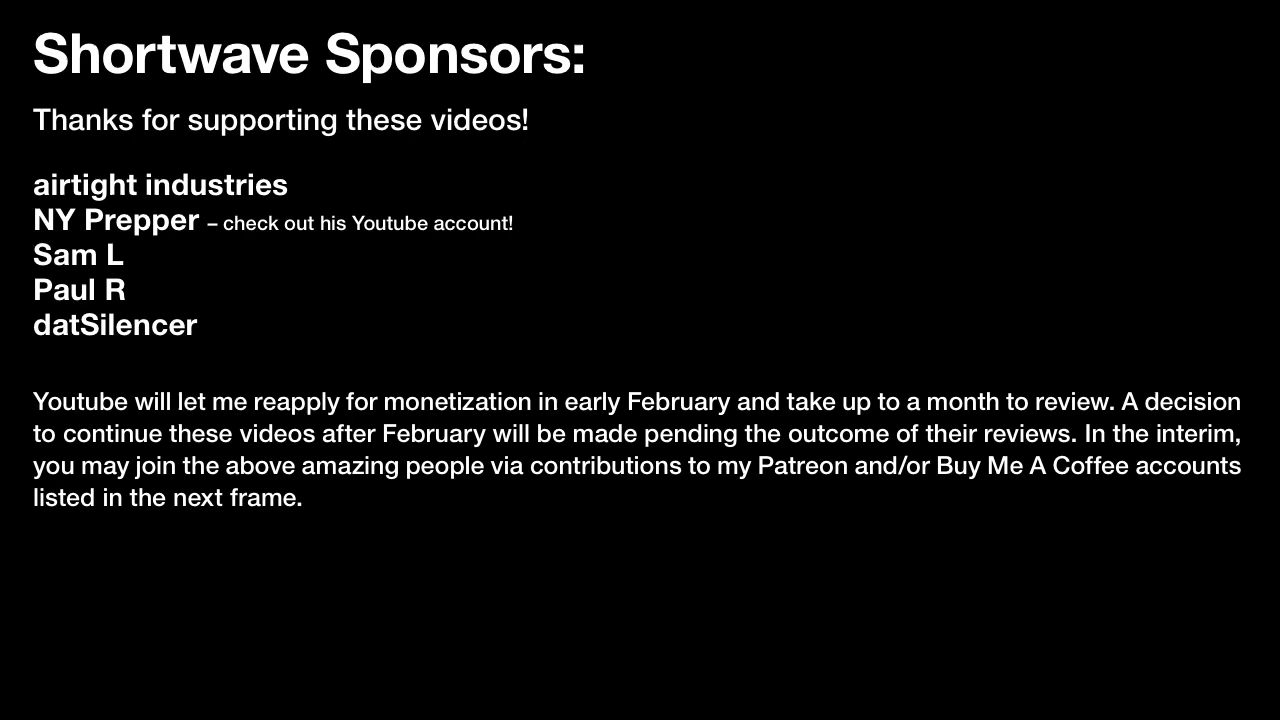 Shortwave Sponsors:
Thanks for supporting these videos!
airtight industries
NY Prepper – check out his Youtube account!
Sam L
Paul R
datSilencer
Youtube will let me reapply for monetization in early February and take up to a month to review. A decision
to continue these videos after February will be made pending the outcome of their reviews. In the interim,
you may join the above amazing people via contributions to my Patreon and/or Buy Me A Coffee accounts
listed in the next frame.